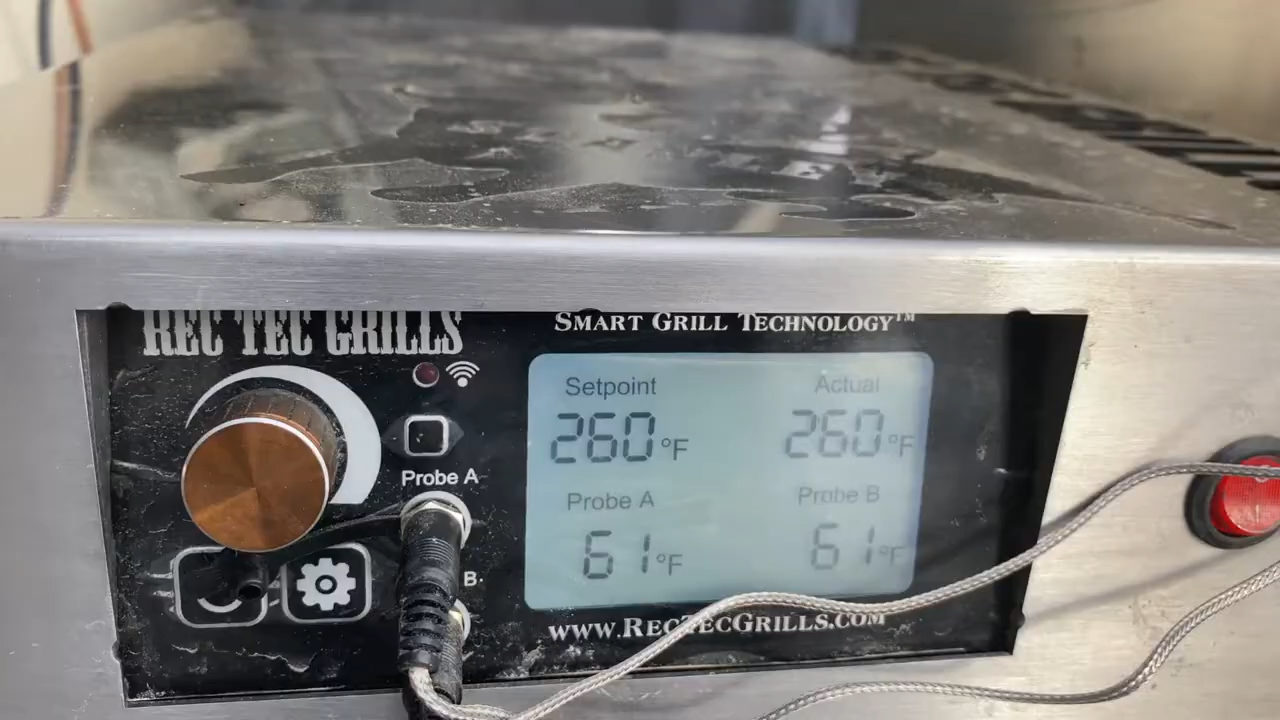 REC TEC GRILLS
SMART GRILL TECHNOLOGY™
Setpoint
Actual
260°F
260°F
Probe A
Probe B
61°F
61°F
Probe A
B
WWW.RECTECGRILLS.COM